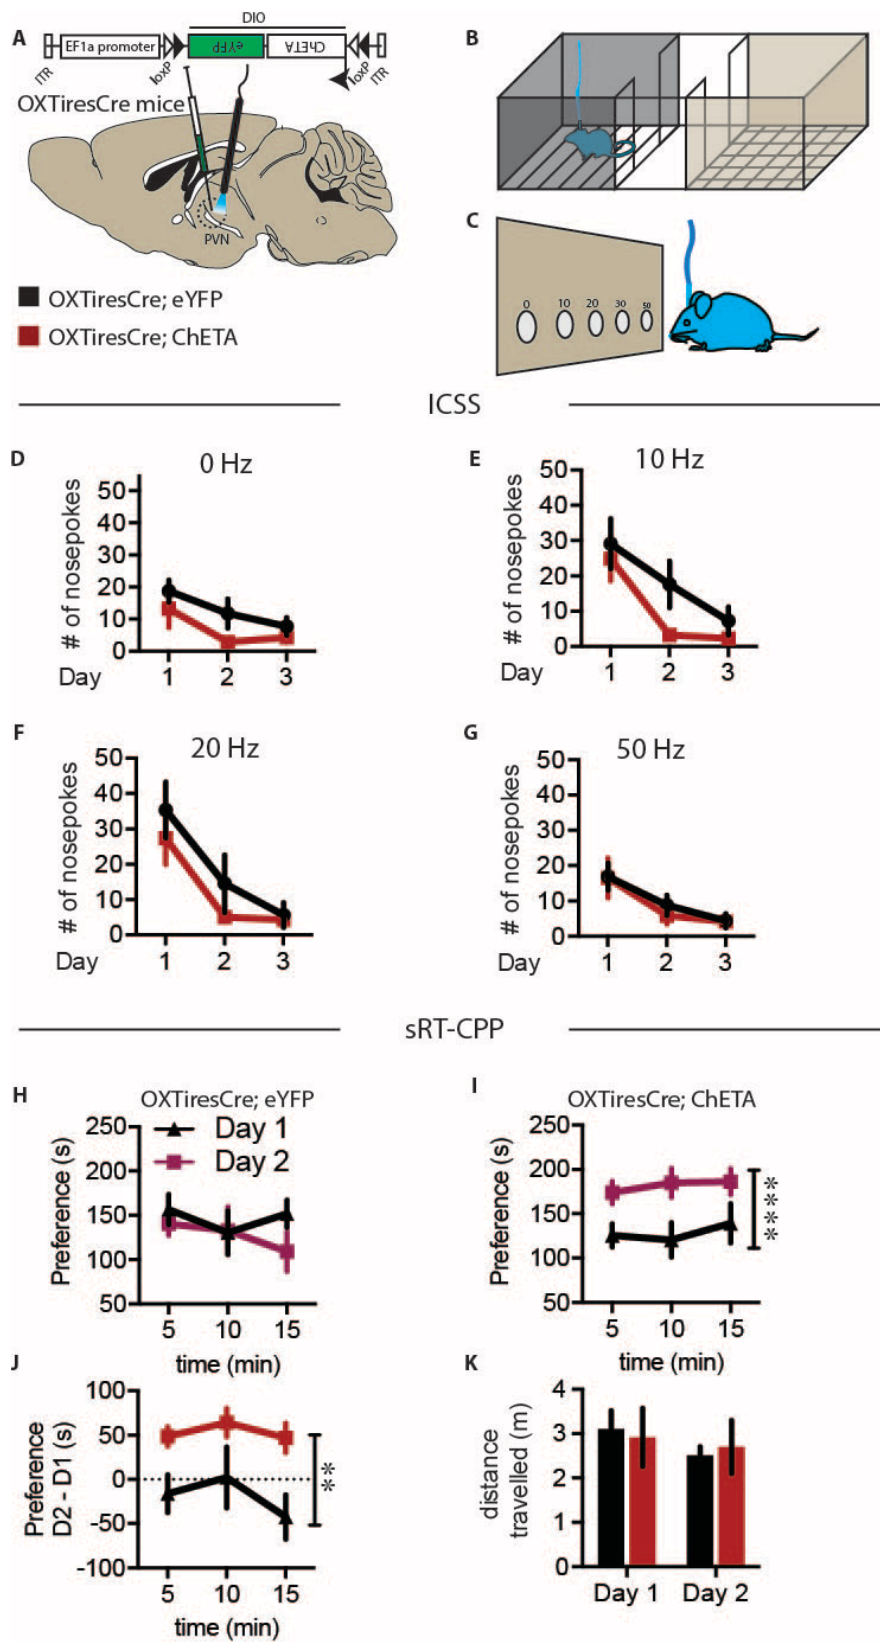 A
DIO
ITR
EF1a promoter
loxP
eYFP
ChETA
loxP
ITR
OXTiresCre mice
PVN
OXTiresCre; eYFP
OXTiresCre; ChETA
B
C
0 10 20 30 50
ICSS
D
0 Hz
# of nosepokes
50
40
30
20
10
0
Day 1 2 3
E
10 Hz
# of nosepokes
50
40
30
20
10
0
Day 1 2 3
F
20 Hz
# of nosepokes
50
40
30
20
10
0
Day 1 2 3
G
50 Hz
# of nosepokes
50
40
30
20
10
0
Day 1 2 3
sRT-CPP
H
OXTiresCre; eYFP
Day 1
Day 2
Preference (s)
250
200
150
100
50
5 10 15
time (min)
I
OXTiresCre; ChETA
Preference (s)
250
200
150
100
50
5 10 15
time (min)
****
J
Preference
D2 - D1 (s)
100
50
0
-50
-100
5 10 15
time (min)
**
K
distance
travelled (m)
4
3
2
1
0
Day 1 Day 2